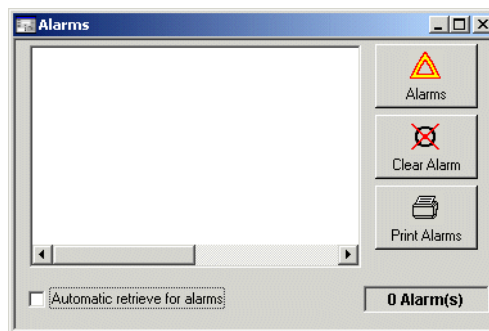 Alarms
Alarms
Clear Alarm
Print Alarms
Automatic retrieve for alarms
0 Alarm(s)